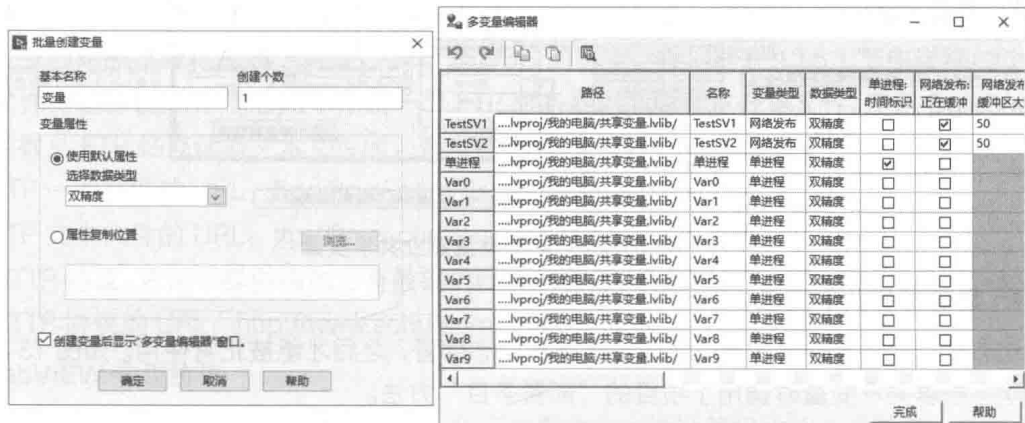 批量创建变量
基本名称 创建个数
变量 1
变量属性
使用默认属性
选择数据类型
双精度
属性复制位置
浏览...
创建变量后显示"多变量编辑器"窗口。
确定 取消 帮助
多变量编辑器
路径 名称 变量类型 数据类型 单进程: 时间标识 网络发布: 正在缓冲 网络发布 缓冲区大
TestSV1 ....lvproj/我的电脑/共享变量.lvlib/ TestSV1 网络发布 双精度 50
TestSV2 ....lvproj/我的电脑/共享变量.lvlib/ TestSV2 网络发布 双精度 50
单进程 ....lvproj/我的电脑/共享变量.lvlib/ 单进程 单进程 双精度
Var0 ....lvproj/我的电脑/共享变量.lvlib/ Var0 单进程 双精度
Var1 ....lvproj/我的电脑/共享变量.lvlib/ Var1 单进程 双精度
Var2 ....lvproj/我的电脑/共享变量.lvlib/ Var2 单进程 双精度
Var3 ....lvproj/我的电脑/共享变量.lvlib/ Var3 单进程 双精度
Var4 ....lvproj/我的电脑/共享变量.lvlib/ Var4 单进程 双精度
Var5 ....lvproj/我的电脑/共享变量.lvlib/ Var5 单进程 双精度
Var6 ....lvproj/我的电脑/共享变量.lvlib/ Var6 单进程 双精度
Var7 ....lvproj/我的电脑/共享变量.lvlib/ Var7 单进程 双精度
Var8 ....lvproj/我的电脑/共享变量.lvlib/ Var8 单进程 双精度
Var9 ....lvproj/我的电脑/共享变量.lvlib/ Var9 单进程 双精度
完成 帮助